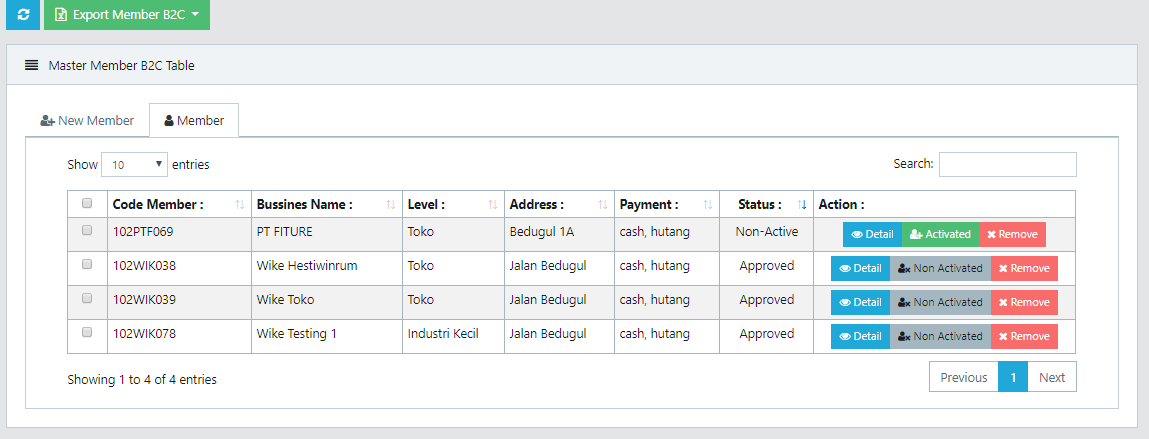 Export Member B2C
Master Member B2C Table
New Member
Member
Show 10 entries
Search:
Code Member : Bussines Name : Level : Address : Payment : Status : Action :
102PTF069 PT FITURE Toko Bedugul 1A cash, hutang Non-Active Detail Activated Remove
102WIK038 Wike Hestiwinrum Toko Jalan Bedugul cash, hutang Approved Detail Non Activated Remove
102WIK039 Wike Toko Toko Jalan Bedugul cash, hutang Approved Detail Non Activated Remove
102WIK078 Wike Testing 1 Industri Kecil Jalan Bedugul cash, hutang Approved Detail Non Activated Remove
Showing 1 to 4 of 4 entries
Previous 1 Next